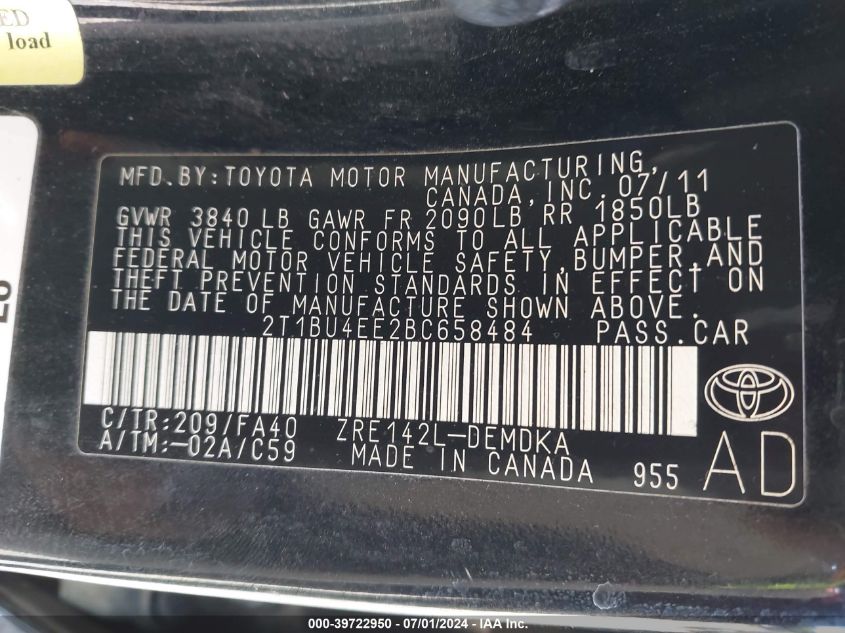 ED
load
MFD.BY:TOYOTA MOTOR MANUFACTURING,
CANADA,INC. 07/11
GVWR 3840 LB GAWR FR 2090LB RR 1850LB
THIS VEHICLE CONFORMS TO ALL APPLICABLE
FEDERAL MOTOR VEHICLE SAFETY,BUMPER,AND
THEFT PREVENTION STANDARDS IN EFFECT ON
THE DATE OF MANUFACTURE SHOWN ABOVE.
2T1BU4EE2BC658484 PASS.CAR
C/TR:209/FA40 ZRE142L-DEMDKA
A/TM:-02A/C59 MADE IN CANADA 955 AD
000-39722950 / 07/01/2024 - IAA Inc.